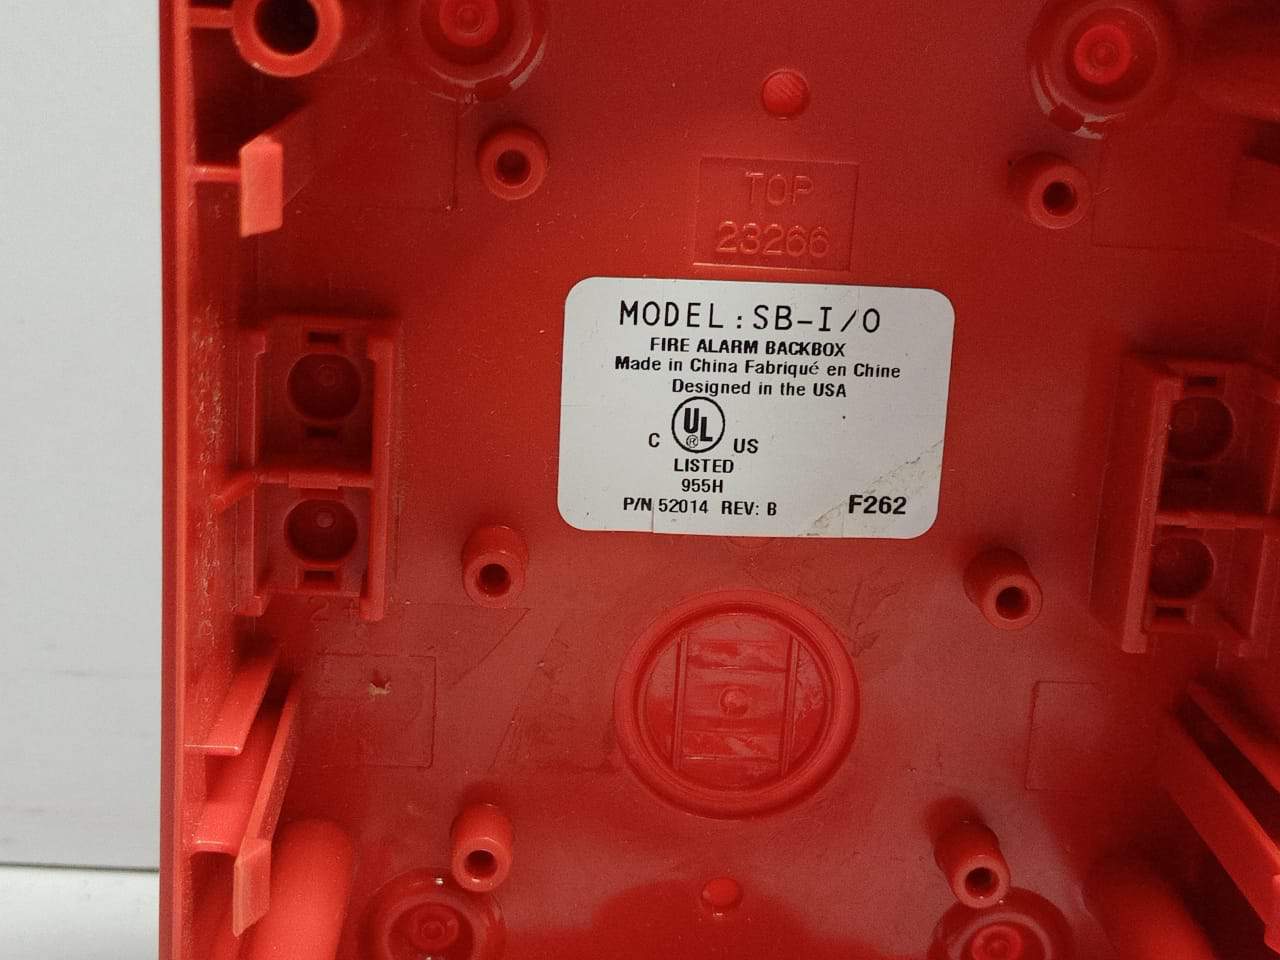 TOP
23266
MODEL: SB-I/O
FIRE ALARM BACKBOX
Made in China Fabriqué en Chine
Designed in the USA
C UL ® US
LISTED
955H
P/N 52014 REV: B F262
2+